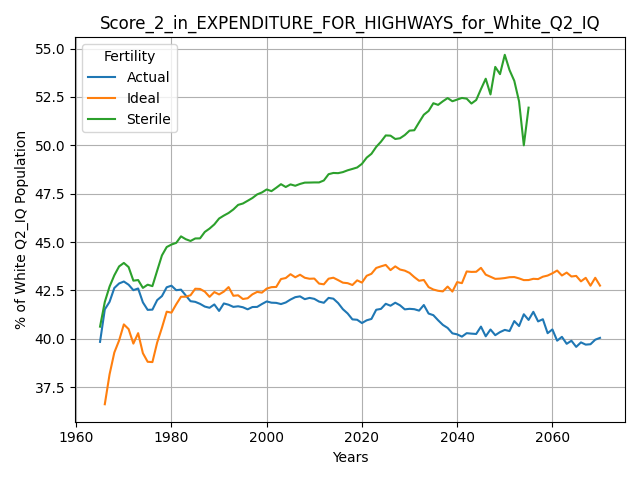 Score_2_in_EXPENDITURE_FOR_HIGHWAYS_for_White_Q2_IQ
Fertility
Actual
Ideal
Sterile
% of White Q2_IQ Population
55.0
52.5
50.0
47.5
45.0
42.5
40.0
37.5
1960
1980
2000
2020
2040
2060
Years